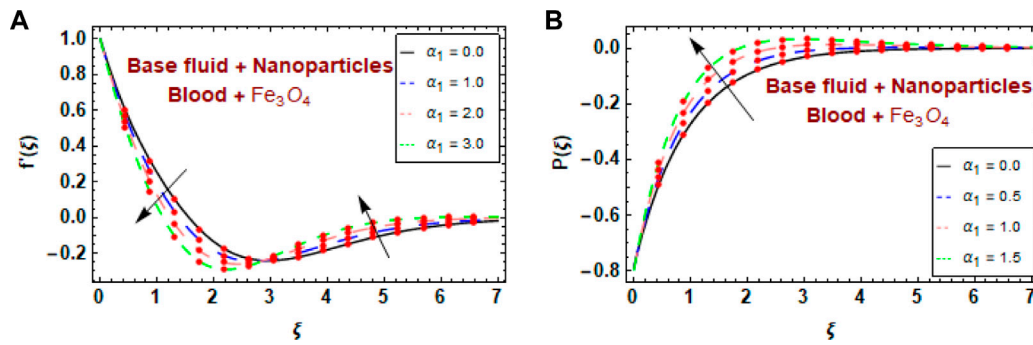 A
1.0
0.8
0.6
0.4
0.2
0.0
−0.2
f'(ξ)
0 1 2 3 4 5 6 7
ξ
Base fluid + Nanoparticles
Blood + Fe3O4
α1 = 0.0
α1 = 1.0
α1 = 2.0
α1 = 3.0
B
0.0
−0.2
−0.4
−0.6
−0.8
P(ξ)
0 1 2 3 4 5 6 7
ξ
Base fluid + Nanoparticles
Blood + Fe3O4
α1 = 0.0
α1 = 0.5
α1 = 1.0
α1 = 1.5